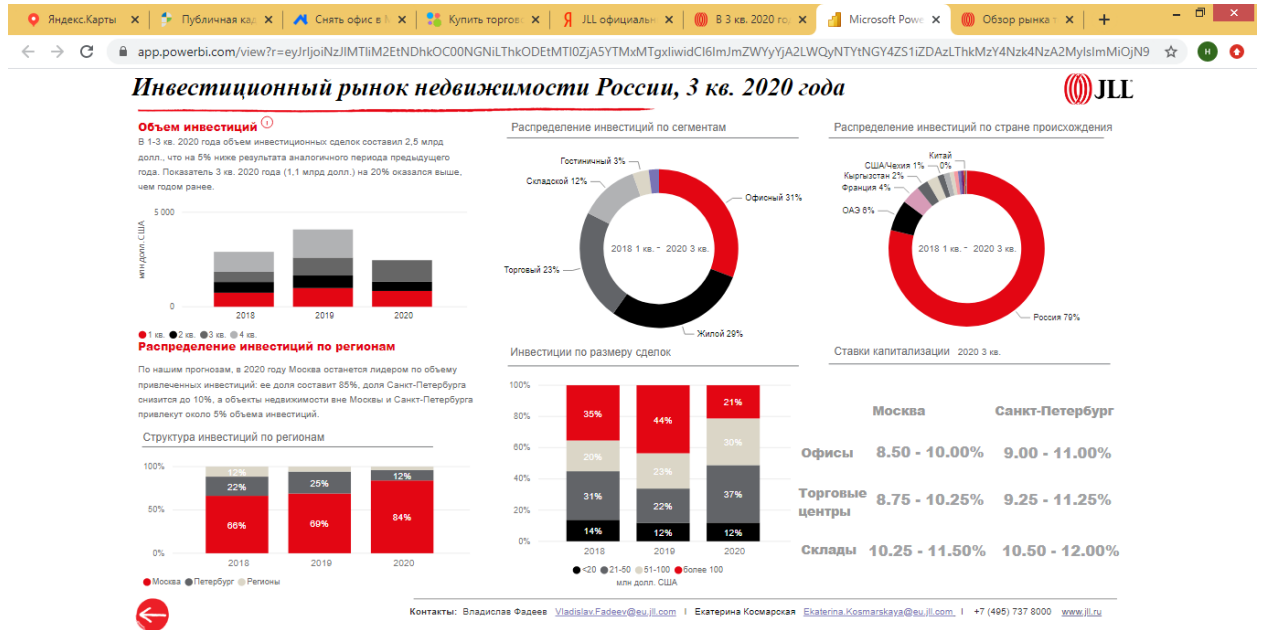 Яндекс.Карты
Публичная кад
Снять офис в М
Купить торгов
JLL официальн
В 3 кв. 2020 го
Microsoft Powe
Обзор рынка т
Инвестиционный рынок недвижимости России, 3 кв. 2020 года
JLL
Объем инвестиций
В 1-3 кв. 2020 года объем инвестиционных сделок составил 2,5 млрд
долл., что на 5% ниже результата аналогичного периода предыдущего
года. Показатель 3 кв. 2020 года (1,1 млрд долл.) на 20% оказался выше,
чем годом ранее.
млн долл. США
5 000
0
2018
2019
2020
1 кв. 2 кв. 3 кв. 4 кв.
Распределение инвестиций по регионам
По нашим прогнозам, в 2020 году Москва останется лидером по объему
привлеченных инвестиций: ее доля составит 85%, доля Санкт-Петербурга
снизится до 10%, а объекты недвижимости вне Москвы и Санкт-Петербурга
привлекут около 5% объема инвестиций.
Структура инвестиций по регионам
100%
50%
0%
12%
22%
66%
25%
69%
12%
84%
2018
2019
2020
Москва Петербург Регионы
Распределение инвестиций по сегментам
Гостиничный 3%
Складской 12%
Офисный 31%
2018 1 кв. - 2020 3 кв.
Торговый 23%
Жилой 29%
Инвестиции по размеру сделок
100%
80%
60%
40%
20%
0%
35%
20%
31%
14%
44%
23%
22%
12%
21%
30%
37%
12%
2018
2019
2020
<20 21-50 51-100 более 100
млн долл. США
Распределение инвестиций по стране происхождения
Китай
0%
США/Чехия 1%
Кыргызстан 2%
Франция 4%
ОАЭ 6%
2018 1 кв. - 2020 3 кв.
Россия 79%
Ставки капитализации 2020 3 кв.
Москва Санкт-Петербург
Офисы 8.50 - 10.00% 9.00 - 11.00%
Торговые
центры 8.75 - 10.25% 9.25 - 11.25%
Склады 10.25 - 11.50% 10.50 - 12.00%
Контакты: Владислав Фадеев Vladislav.Fadeev@eu.jll.com I Екатерина Космарская Ekaterina.Kosmarskaya@eu.jll.com I +7 (495) 737 8000 www.jll.ru